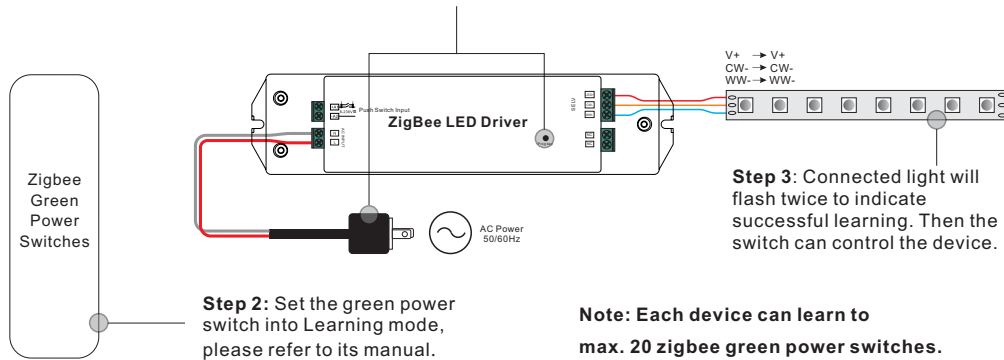 V+ → V+
CW- → CW-
WW- → WW-
Push Switch Input
SELV
AC INPUT
ZigBee LED Driver
Zigbee
Green
Power
Switches
AC Power
50/60Hz
Step 3: Connected light will
flash twice to indicate
successful learning. Then the
switch can control the device.
Step 2: Set the green power
switch into Learning mode,
please refer to its manual.
Note: Each device can learn to
max. 20 zigbee green power switches.